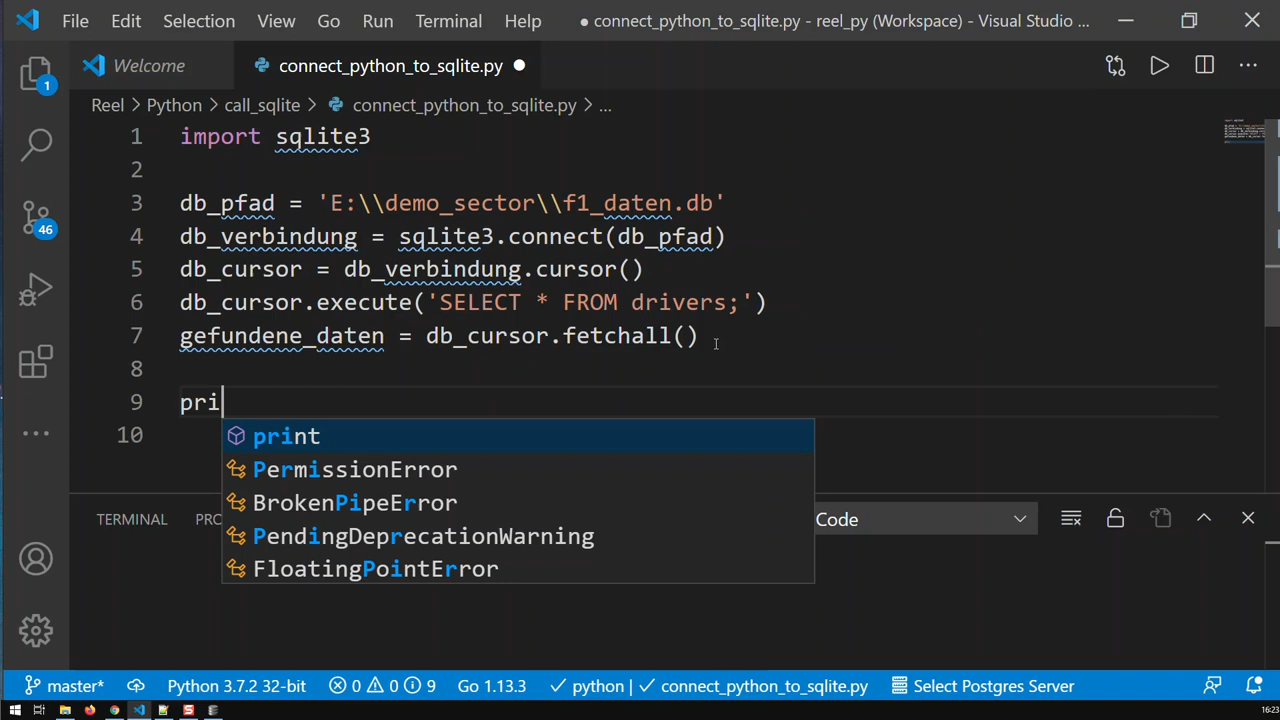 File Edit Selection View Go Run Terminal Help ● connect_python_to_sqlite.py - reel_py (Workspace) - Visual Studio ...
Welcome connect_python_to_sqlite.py ●
1
Reel > Python > call_sqlite > connect_python_to_sqlite.py > ...
1 import sqlite3
2
3 db_pfad = 'E:\\demo_sector\\f1_daten.db'
4 db_verbindung = sqlite3.connect(db_pfad)
46
5 db_cursor = db_verbindung.cursor()
6 db_cursor.execute('SELECT * FROM drivers;')
7 gefundene_daten = db_cursor.fetchall()
8
9 pri
10 print
PermissionError
BrokenPipeError
PendingDeprecationWarning
FloatingPointError
TERMINAL PRO Code
master* Python 3.7.2 32-bit 0 0 9 Go 1.13.3 ✓ python | ✓ connect_python_to_sqlite.py Select Postgres Server
16:23